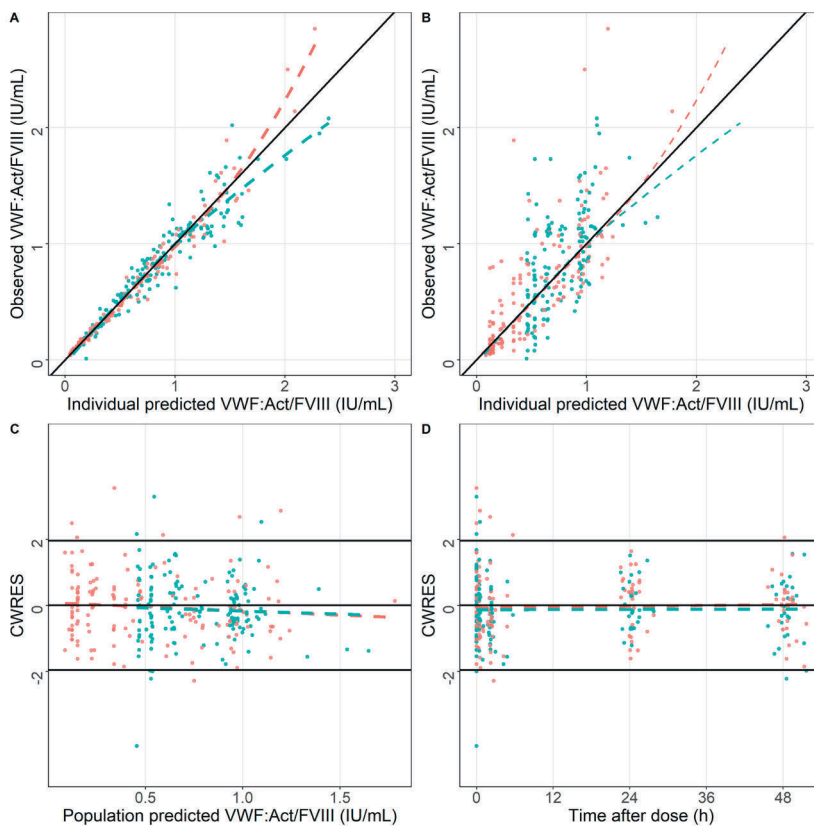 A
Observed VWF:Act/FVIII (IU/mL)
2
1
0
0
1
2
3
Individual predicted VWF:Act/FVIII (IU/mL)
B
Observed VWF:Act/FVIII (IU/mL)
2
1
0
0
1
2
3
Individual predicted VWF:Act/FVIII (IU/mL)
C
CWRES
2
0
-2
0.5
1.0
1.5
Population predicted VWF:Act/FVIII (IU/mL)
D
CWRES
2
0
-2
0
12
24
36
48
Time after dose (h)